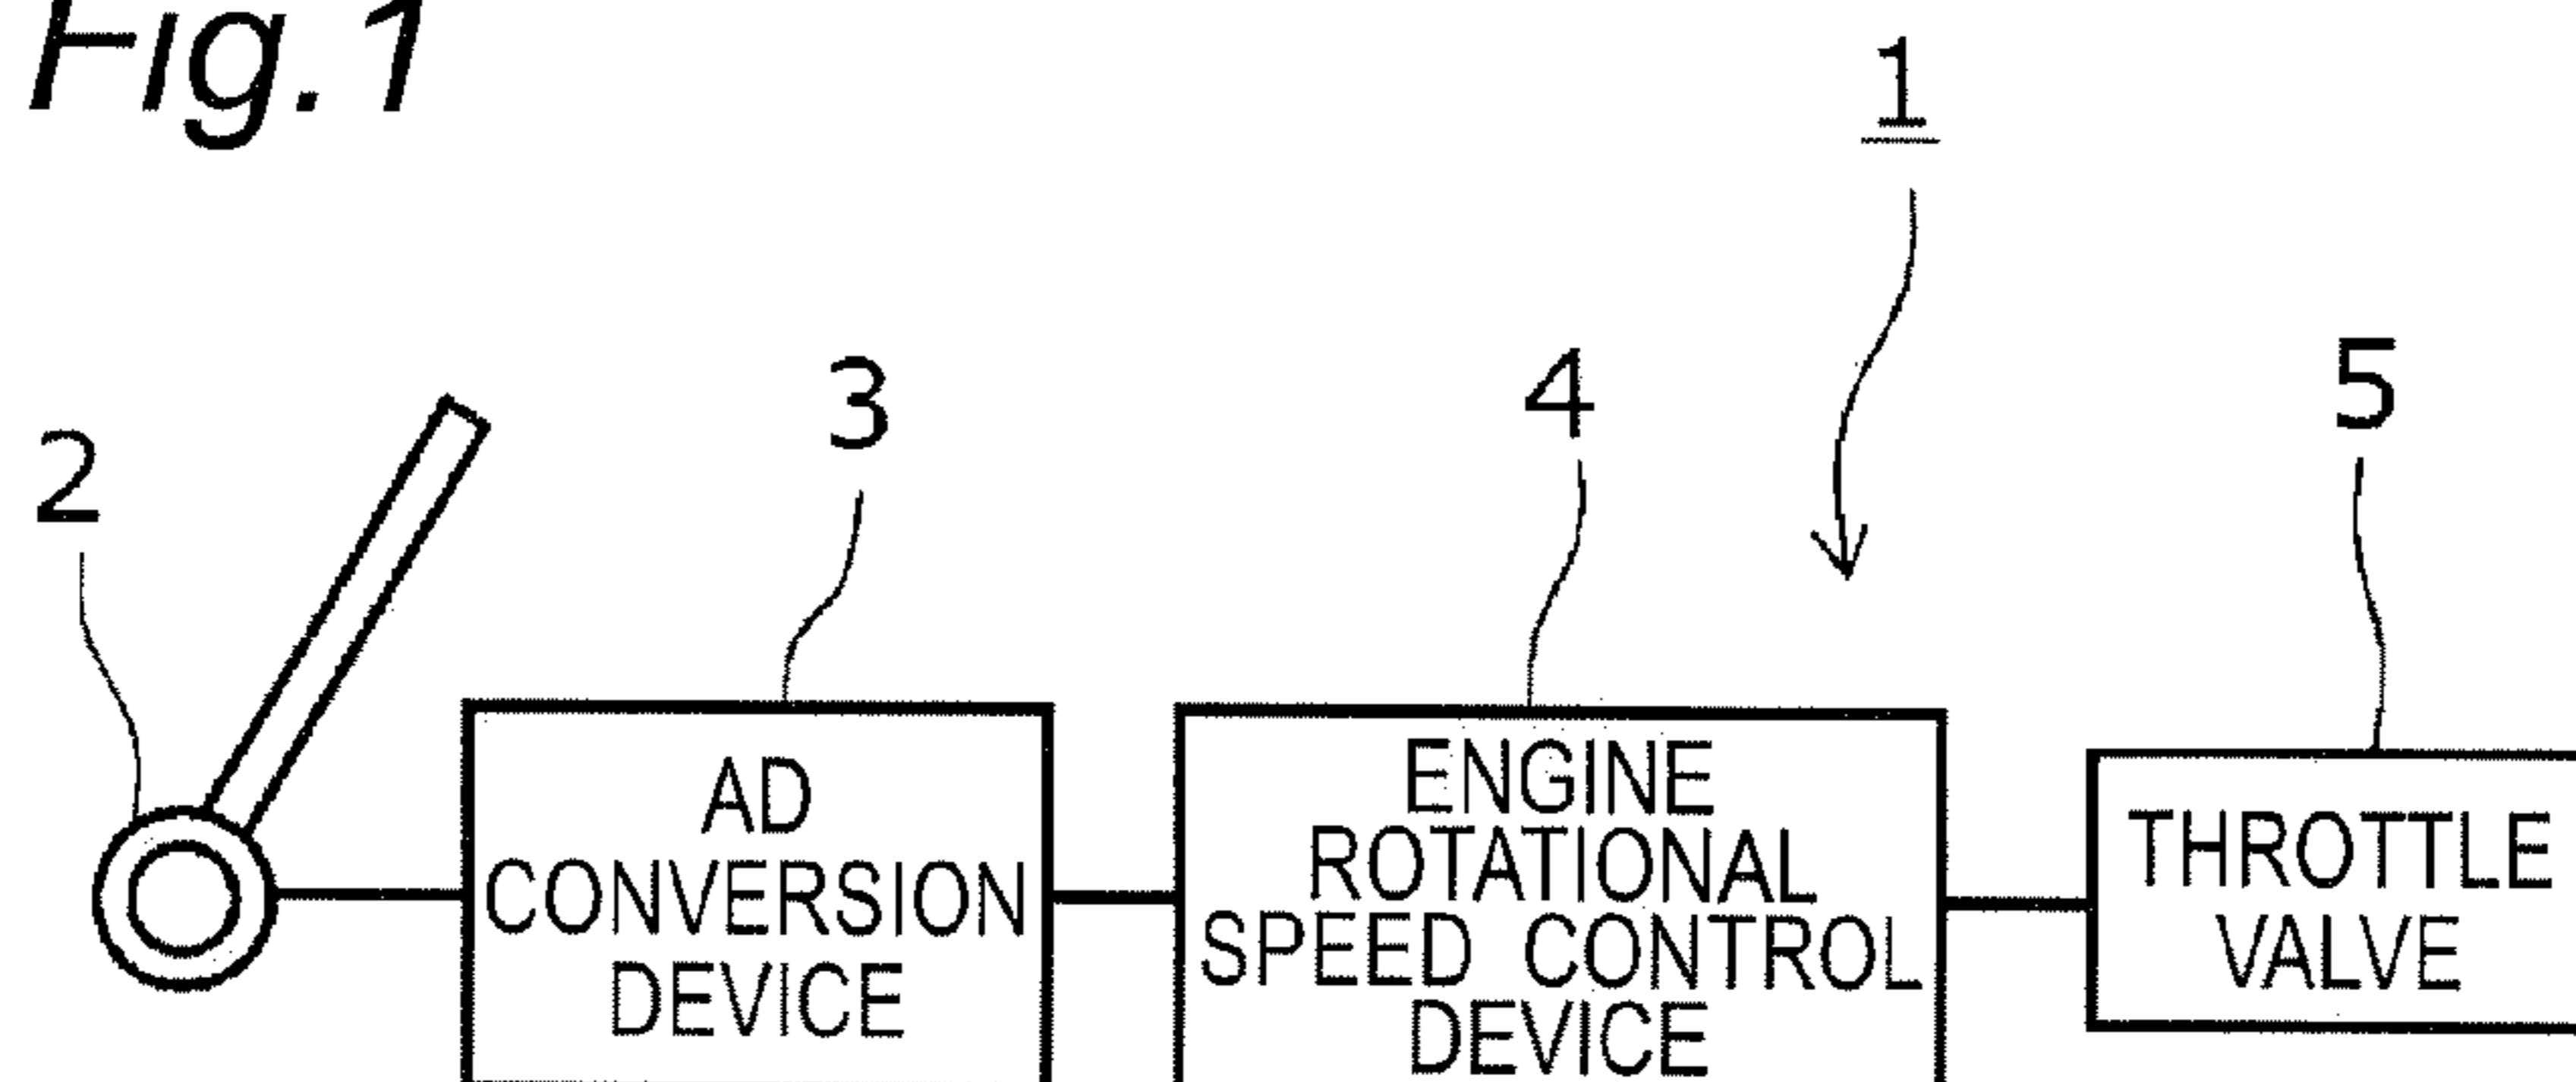 Fig.1
1
2
3
4
5
AD
CONVERSION
DEVICE
ENGINE
ROTATIONAL
SPEED CONTROL
DEVICE
THROTTLE
VALVE